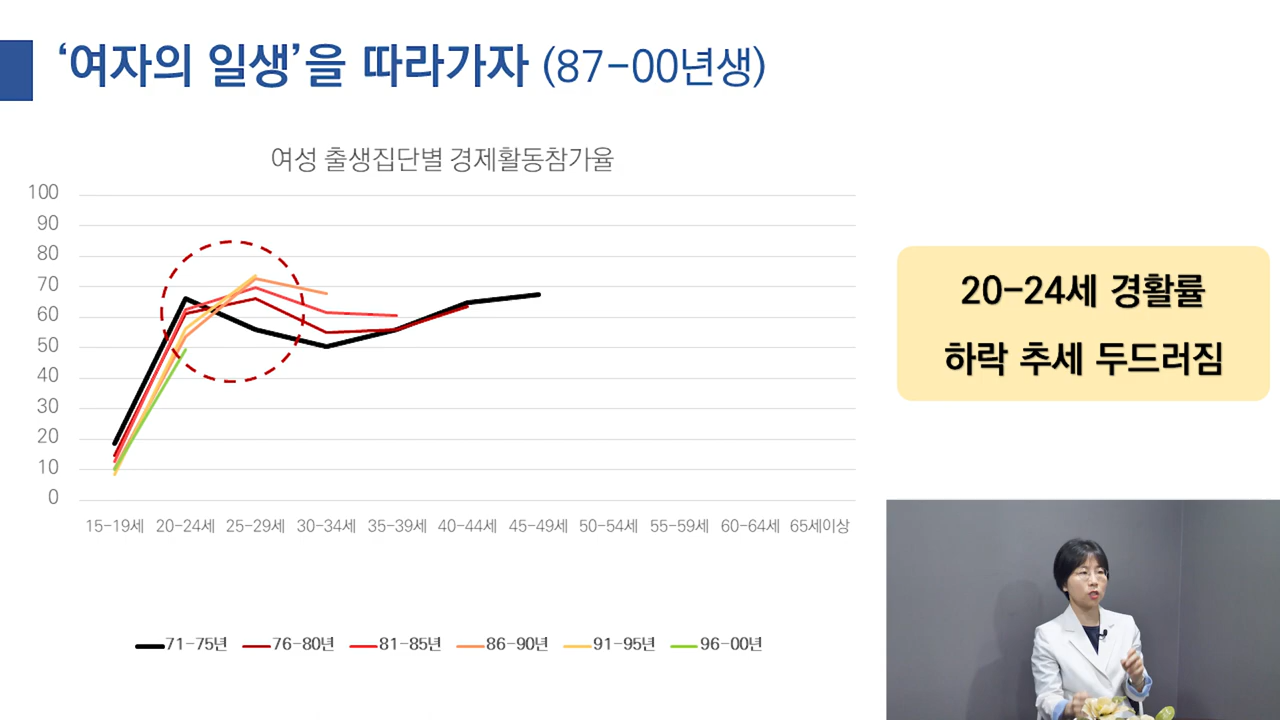 ‘여자의 일생’을 따라가자 (87-00년생)
여성 출생집단별 경제활동참가율
100
90
80
70
60
50
40
30
20
10
0
15-19세 20-24세 25-29세 30-34세 35-39세 40-44세 45-49세 50-54세 55-59세 60-64세 65세이상
71-75년 76-80년 81-85년 86-90년 91-95년 96-00년
20-24세 경활률
하락 추세 두드러짐